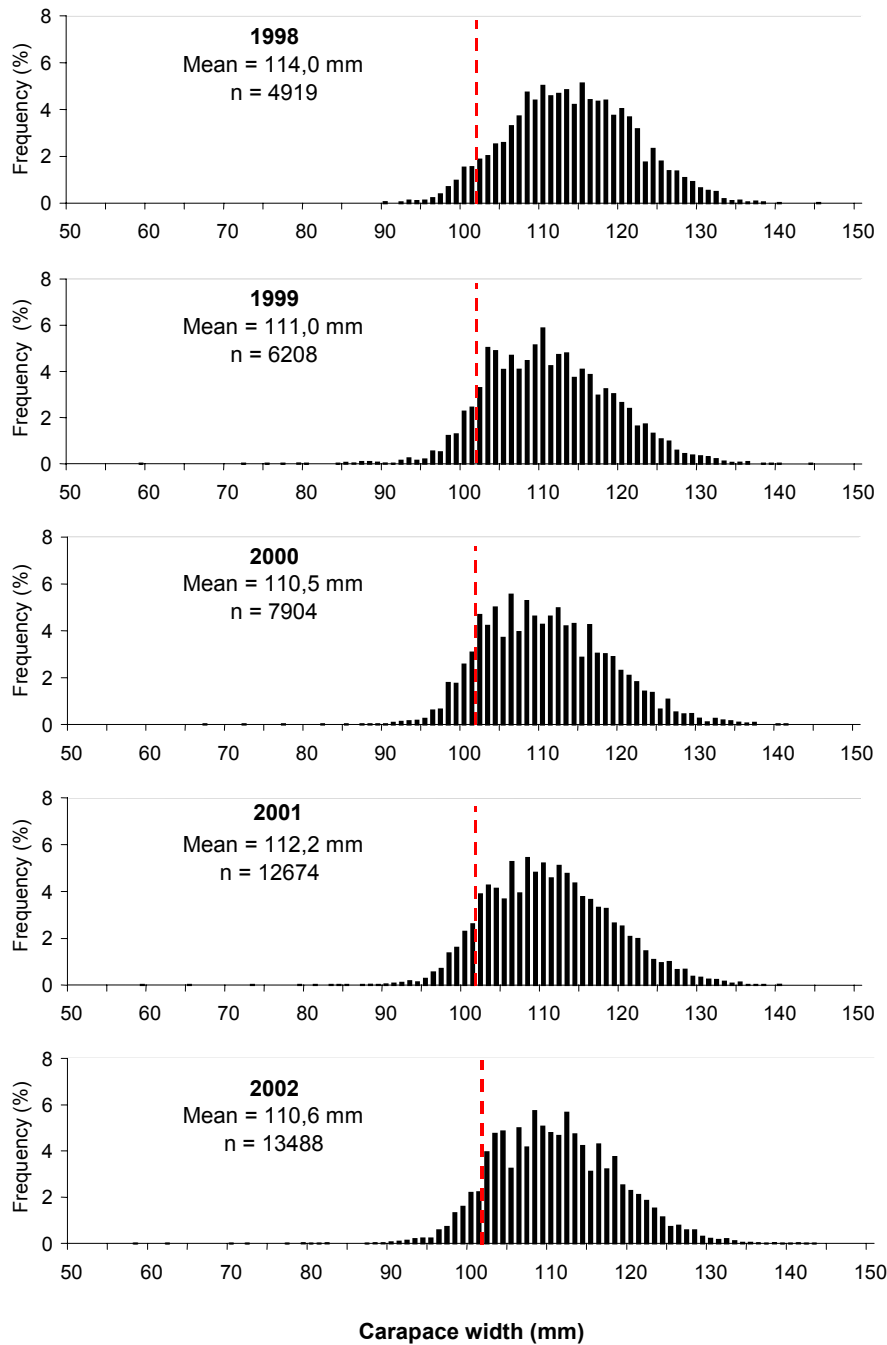 8
6
4
2
0
Frequency (%)
1998
Mean = 114,0 mm
n = 4919
50 60 70 80 90 100 110 120 130 140 150
8
6
4
2
0
Frequency (%)
1999
Mean = 111,0 mm
n = 6208
50 60 70 80 90 100 110 120 130 140 150
8
6
4
2
0
Frequency (%)
2000
Mean = 110,5 mm
n = 7904
50 60 70 80 90 100 110 120 130 140 150
8
6
4
2
0
Frequency (%)
2001
Mean = 112,2 mm
n = 12674
50 60 70 80 90 100 110 120 130 140 150
8
6
4
2
0
Frequency (%)
2002
Mean = 110,6 mm
n = 13488
50 60 70 80 90 100 110 120 130 140 150
Carapace width (mm)